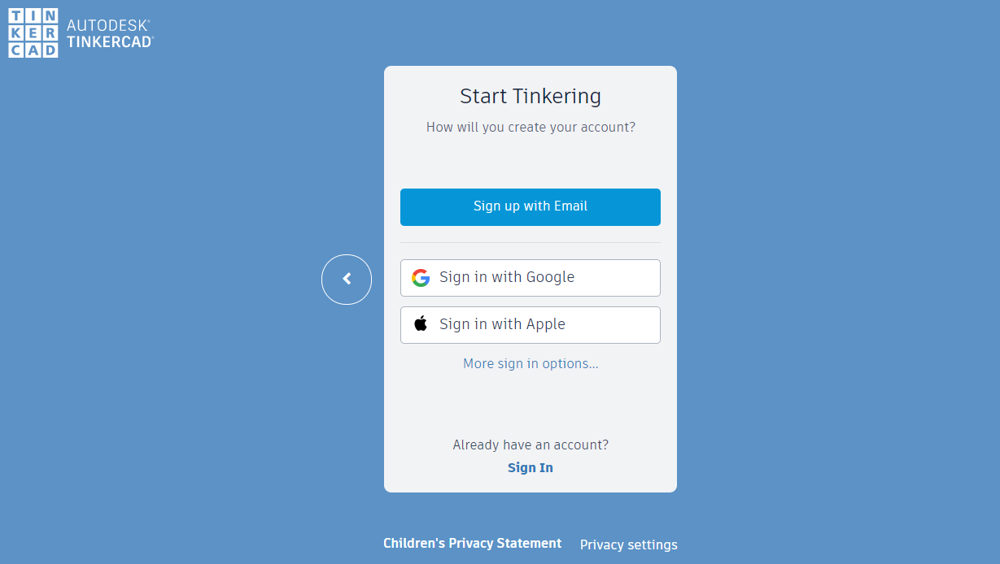 TIN
KER
CAD
AUTODESK®
TINKERCAD®
Start Tinkering
How will you create your account?
Sign up with Email
Sign in with Google
Sign in with Apple
More sign in options...
Already have an account?
Sign In
Children's Privacy Statement
Privacy settings